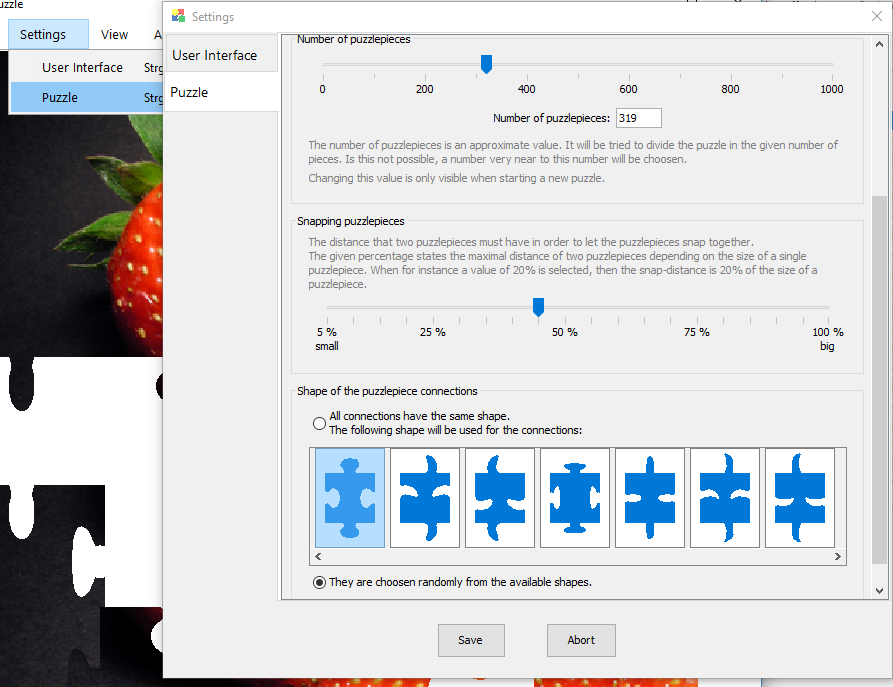 uzzle
Settings
Settings View A
User Interface Strg
Puzzle Strg
User Interface
Puzzle
Number of puzzlepieces
0 200 400 600 800 1000
Number of puzzlepieces: 319
The number of puzzlepieces is an approximate value. It will be tried to divide the puzzle in the given number of
pieces. Is this not possible, a number very near to this number will be choosen.
Changing this value is only visible when starting a new puzzle.
Snapping puzzlepieces
The distance that two puzzlepieces must have in order to let the puzzlepieces snap together.
The given percentage states the maximal distance of two puzzlepieces depending on the size of a single
puzzlepiece. When for instance a value of 20% is selected, then the snap-distance is 20% of the size of a
puzzlepiece.
5 % 25 % 50 % 75 % 100 %
small big
Shape of the puzzlepiece connections
All connections have the same shape.
The following shape will be used for the connections:
They are choosen randomly from the available shapes.
Save Abort